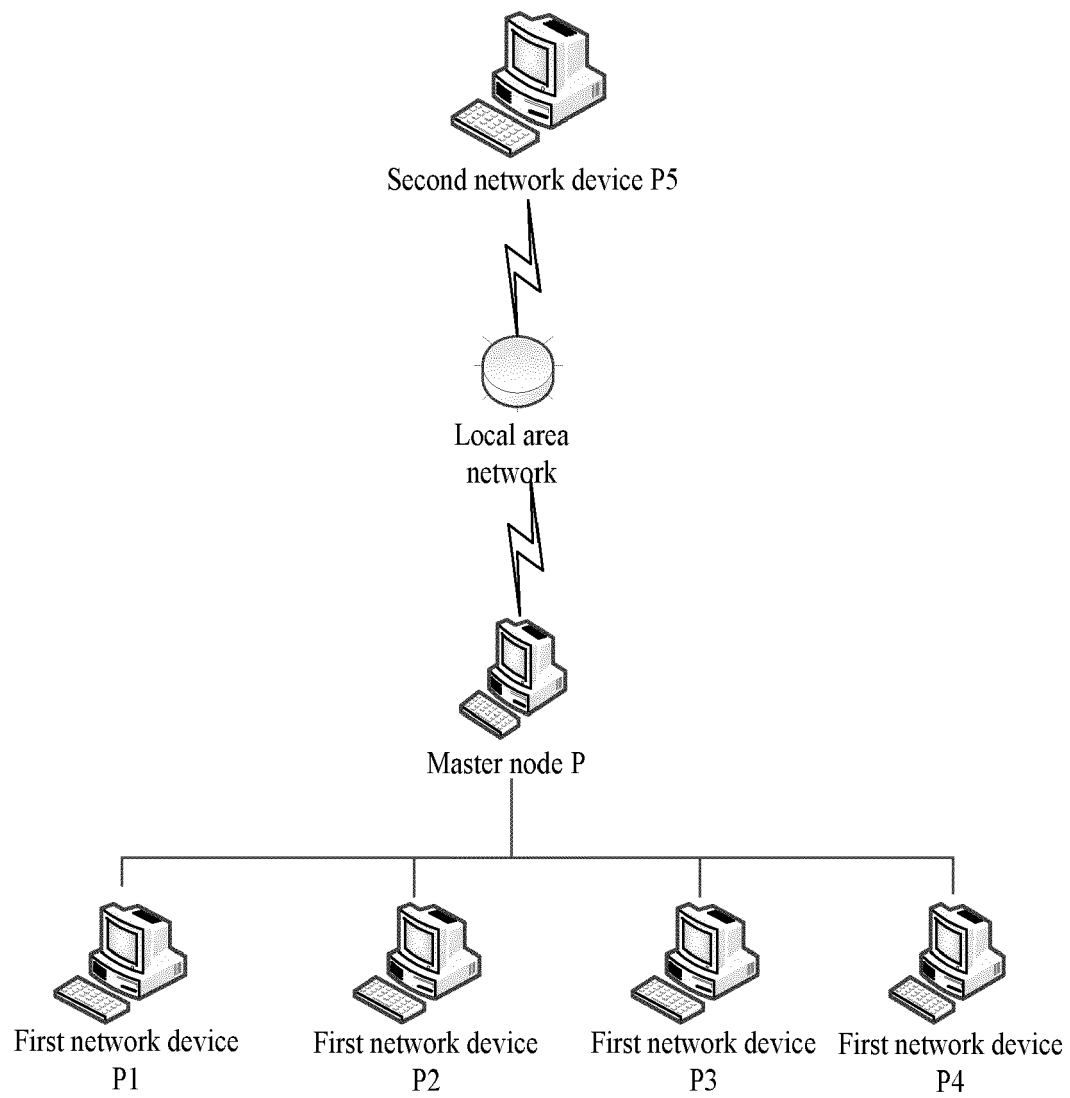 Second network device P5
Local area
network
Master node P
First network device
P1
First network device
P2
First network device
P3
First network device
P4